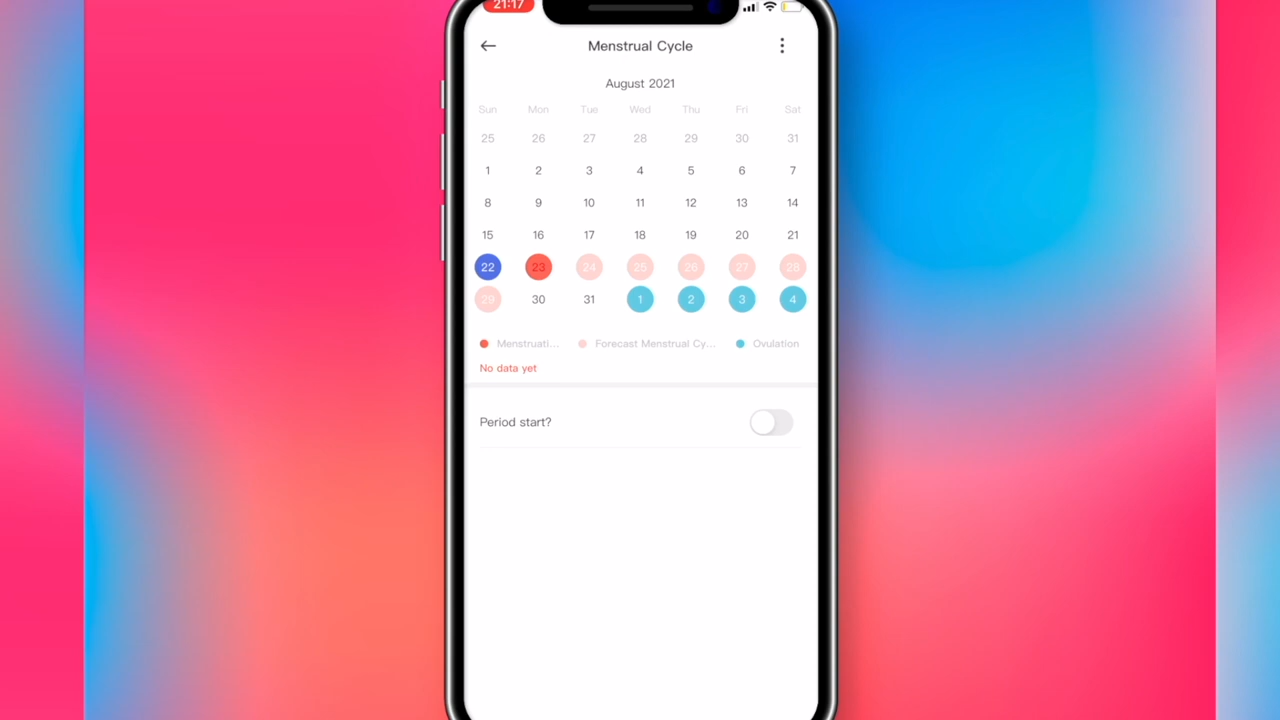 21:17
Menstrual Cycle
August 2021
Sun Mon Tue Wed Thu Fri Sat
25 26 27 28 29 30 31
1 2 3 4 5 6 7
8 9 10 11 12 13 14
15 16 17 18 19 20 21
22 23 24 25 26 27 28
29 30 31 1 2 3 4
Menstruati... Forecast Menstrual Cy... Ovulation
No data yet
Period start?